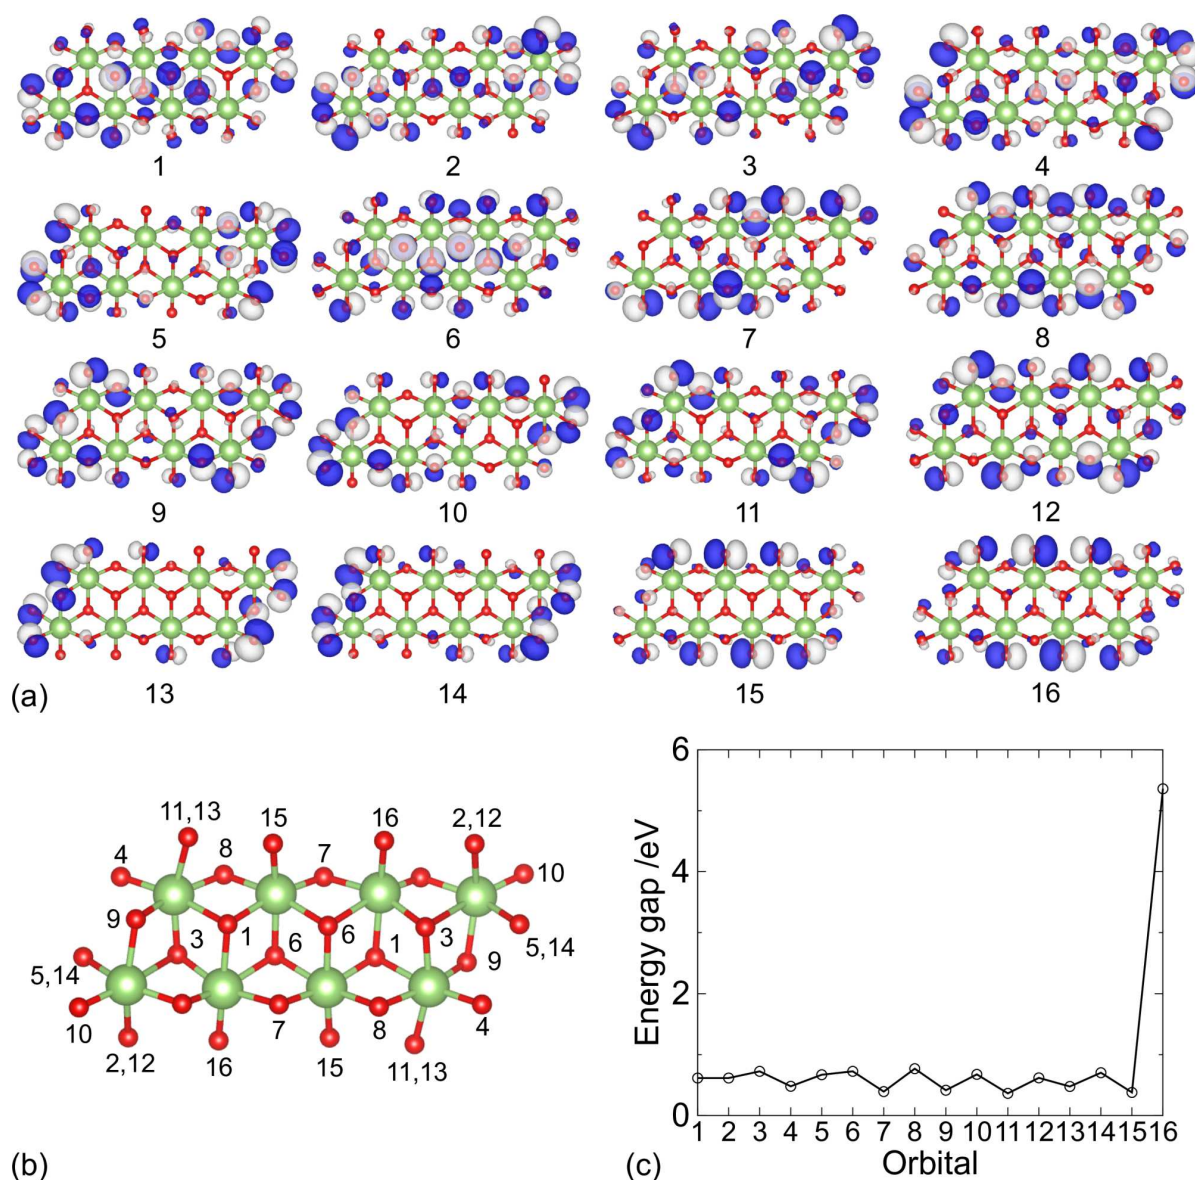 1 2 3 4
5 6 7 8
9 10 11 12
13 14 15 16
(a)
11,13 15 16 2,12
4 8 7 10
9 3 1 6 6 1 3 5,14
5,14 9
10 7 8 4
2,12 16 15 11,13
(b)
6
4
2
0
Energy gap /eV
1 2 3 4 5 6 7 8 9 10 11 12 13 14 15 16
(c) Orbital